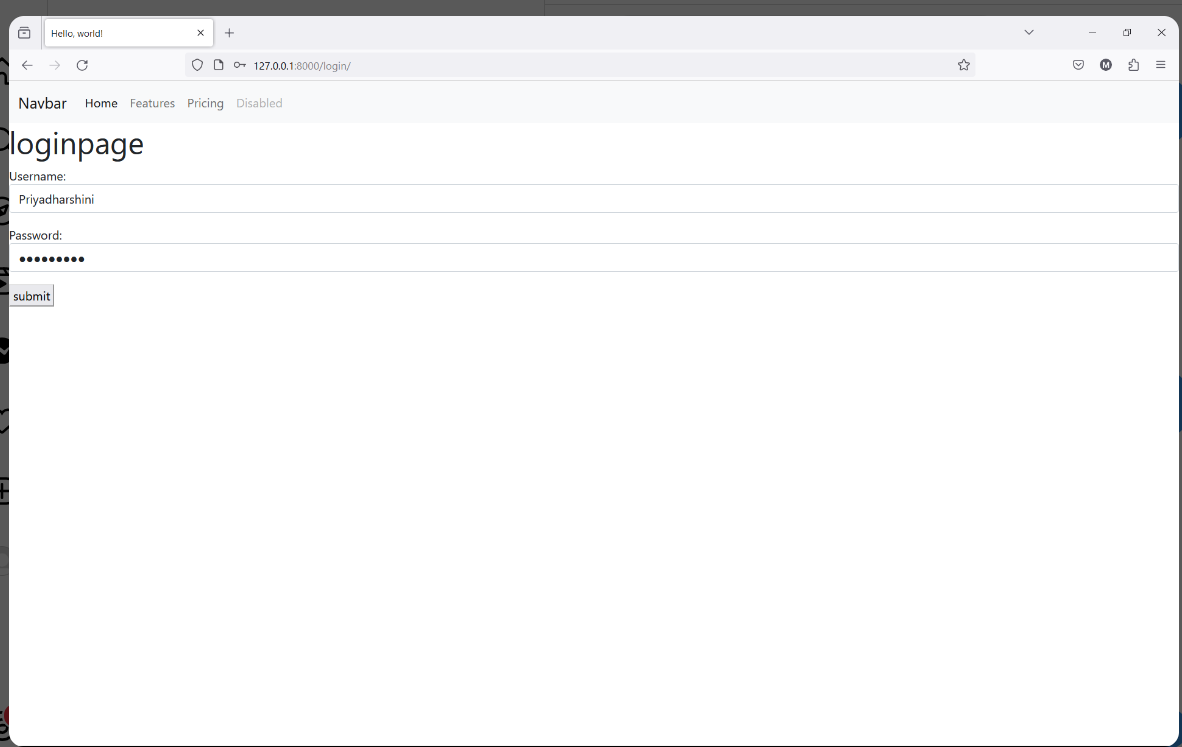 Hello, world!
127.0.0.1:8000/login/
M
Navbar Home Features Pricing Disabled
loginpage
Username:
Priyadharshini
Password:
submit